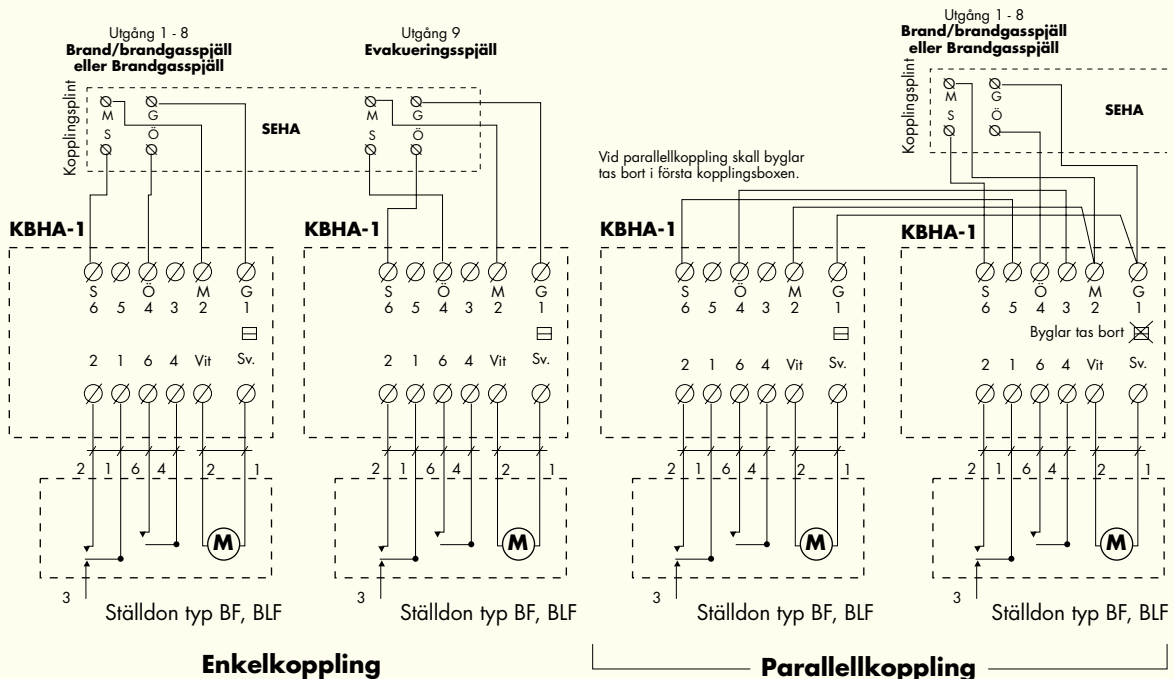 Utgång 1 - 8
Brand/brandgasspjäll
eller Brandgasspjäll
Utgång 9
Evakueringsspjäll
Kopplingsplint
M G M G
SEHA
S Ö S Ö
KBHA-1
KBHA-1
S Ö M G
6 5 4 3 2 1
S Ö M G
6 5 4 3 2 1
2 1 6 4 Vit Sv.
2 1 6 4 Vit Sv.
2 1 6 4 2 1
2 1 6 4 2 1
M
M
3
3
Ställdon typ BF, BLF
Ställdon typ BF, BLF
Enkelkoppling
Utgång 1 - 8
Brand/brandgasspjäll
eller Brandgasspjäll
Kopplingsplint
M G
SEHA
S Ö
Vid parallellkoppling skall byglar
tas bort i första kopplingsboxen.
KBHA-1
KBHA-1
S Ö M G
6 5 4 3 2 1
S Ö M G
6 5 4 3 2 1
Byglar tas bort
2 1 6 4 Vit Sv.
2 1 6 4 Vit Sv.
2 1 6 4 2 1
2 1 6 4 2 1
M
M
3
3
Ställdon typ BF, BLF
Ställdon typ BF, BLF
Parallellkoppling